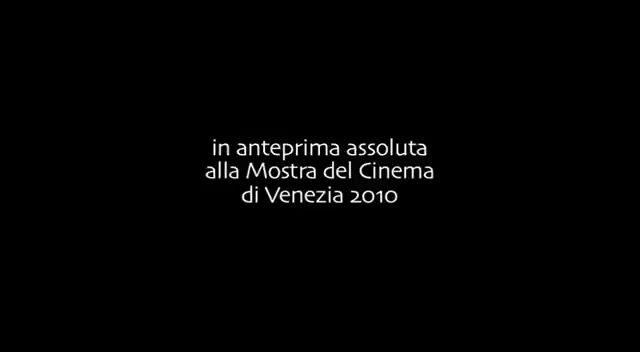 in anteprima assoluta
alla Mostra del Cinema
di Venezia 2010